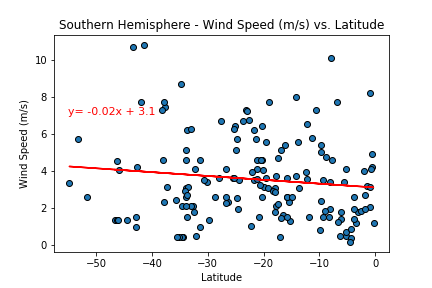 Southern Hemisphere - Wind Speed (m/s) vs. Latitude
10
8
y= -0.02x + 3.1
6
4
2
0
Wind Speed (m/s)
−50 −40 −30 −20 −10 0
Latitude